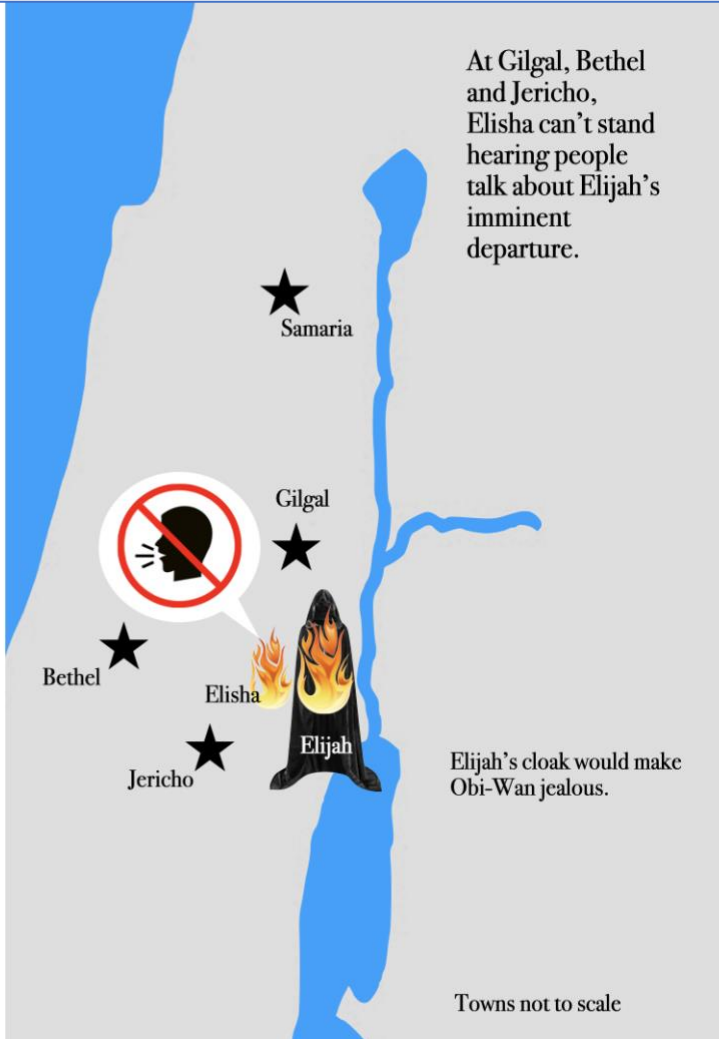 At Gilgal, Bethel
and Jericho,
Elisha can’t stand
hearing people
talk about Elijah’s
imminent
departure.
Samaria
Gilgal
Bethel
Elisha
Elijah
Jericho
Elijah’s cloak would make
Obi-Wan jealous.
Towns not to scale